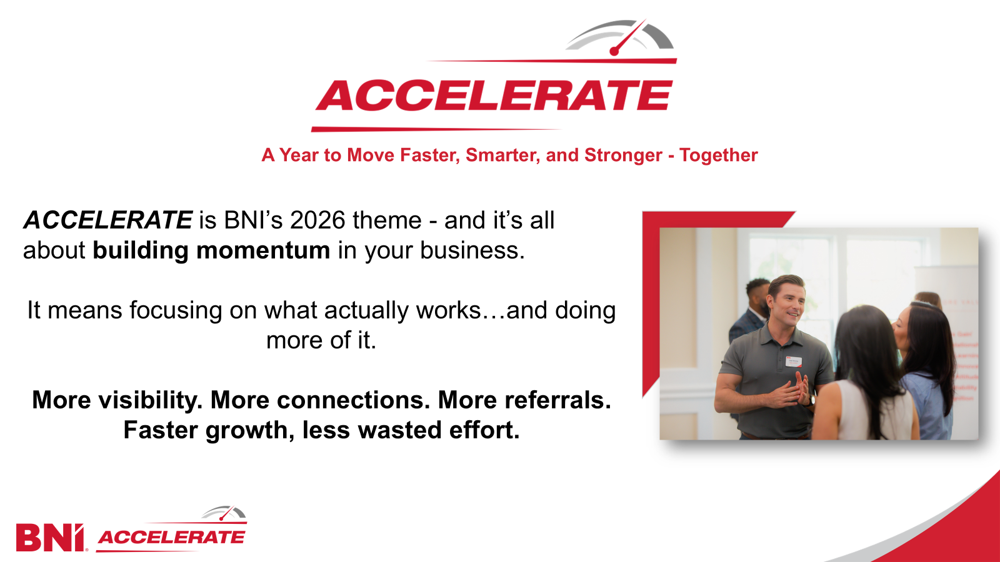 ACCELERATE
A Year to Move Faster, Smarter, and Stronger - Together
ACCELERATE is BNI’s 2026 theme - and it’s all
about building momentum in your business.
It means focusing on what actually works…and doing
more of it.
More visibility. More connections. More referrals.
Faster growth, less wasted effort.
BNI® ACCELERATE